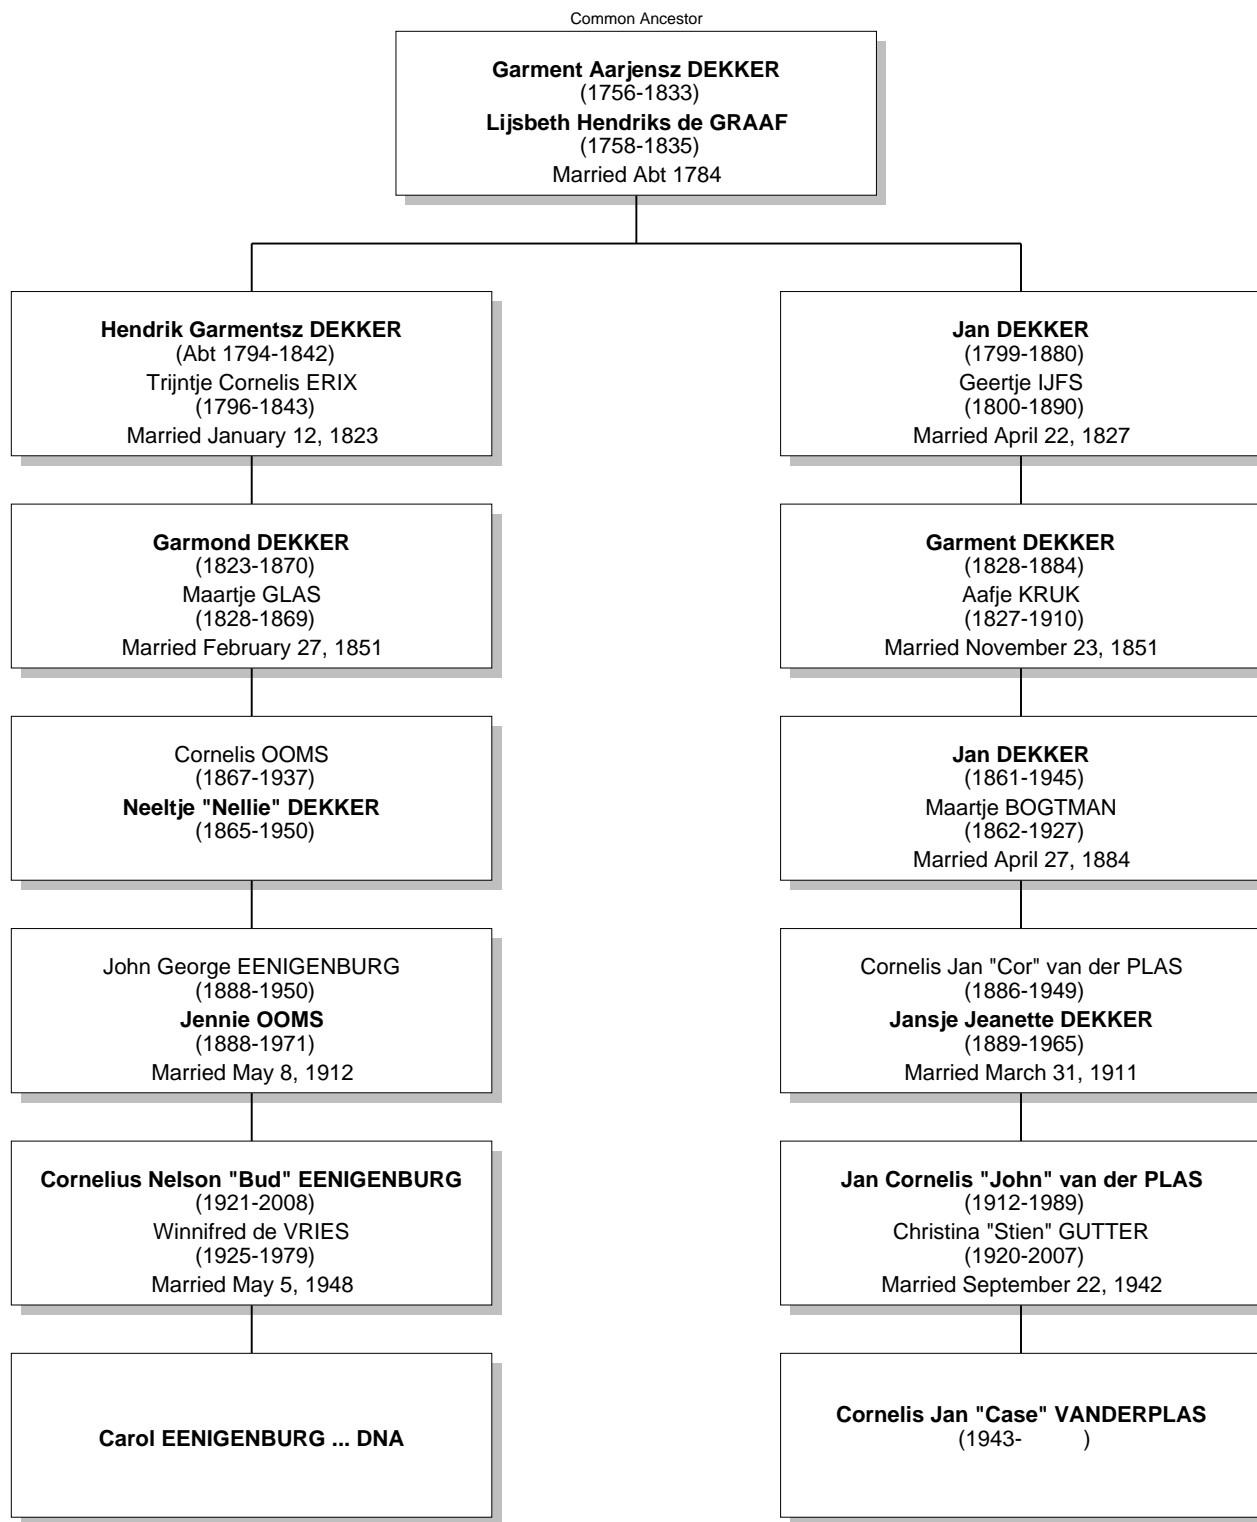 Common Ancestor
Garment Aarjensz DEKKER
(1756-1833)
Lijsbeth Hendriks de GRAAF
(1758-1835)
Married Abt 1784
Hendrik Garmentsz DEKKER
(Abt 1794-1842)
Trijntje Cornelis ERIX
(1796-1843)
Married January 12, 1823
Jan DEKKER
(1799-1880)
Geertje IJFS
(1800-1890)
Married April 22, 1827
Garmond DEKKER
(1823-1870)
Maartje GLAS
(1828-1869)
Married February 27, 1851
Garment DEKKER
(1828-1884)
Aafje KRUK
(1827-1910)
Married November 23, 1851
Cornelis OOMS
(1867-1937)
Neeltje "Nellie" DEKKER
(1865-1950)
Jan DEKKER
(1861-1945)
Maartje BOGTMAN
(1862-1927)
Married April 27, 1884
John George EENIGENBURG
(1888-1950)
Jennie OOMS
(1888-1971)
Married May 8, 1912
Cornelis Jan "Cor" van der PLAS
(1886-1949)
Jansje Jeanette DEKKER
(1889-1965)
Married March 31, 1911
Cornelius Nelson "Bud" EENIGENBURG
(1921-2008)
Winnifred de VRIES
(1925-1979)
Married May 5, 1948
Jan Cornelis "John" van der PLAS
(1912-1989)
Christina "Stien" GUTTER
(1920-2007)
Married September 22, 1942
Carol EENIGENBURG ... DNA
Cornelis Jan "Case" VANDERPLAS
(1943-          )